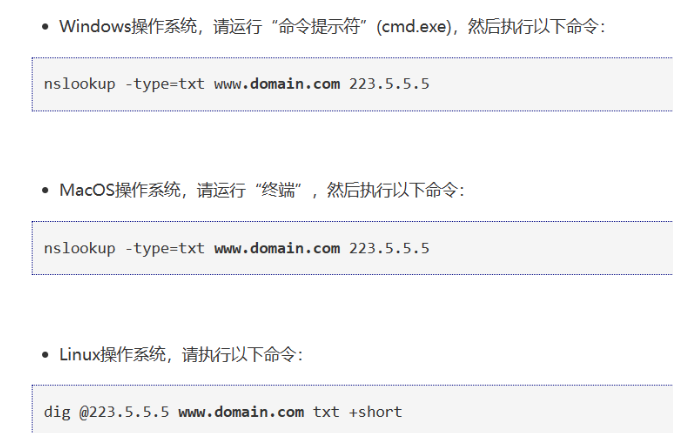 Windows操作系统，请运行“命令提示符”(cmd.exe)，然后执行以下命令：
nslookup -type=txt www.domain.com 223.5.5.5
MacOS操作系统，请运行“终端”，然后执行以下命令：
nslookup -type=txt www.domain.com 223.5.5.5
Linux操作系统，请执行以下命令：
dig @223.5.5.5 www.domain.com txt +short